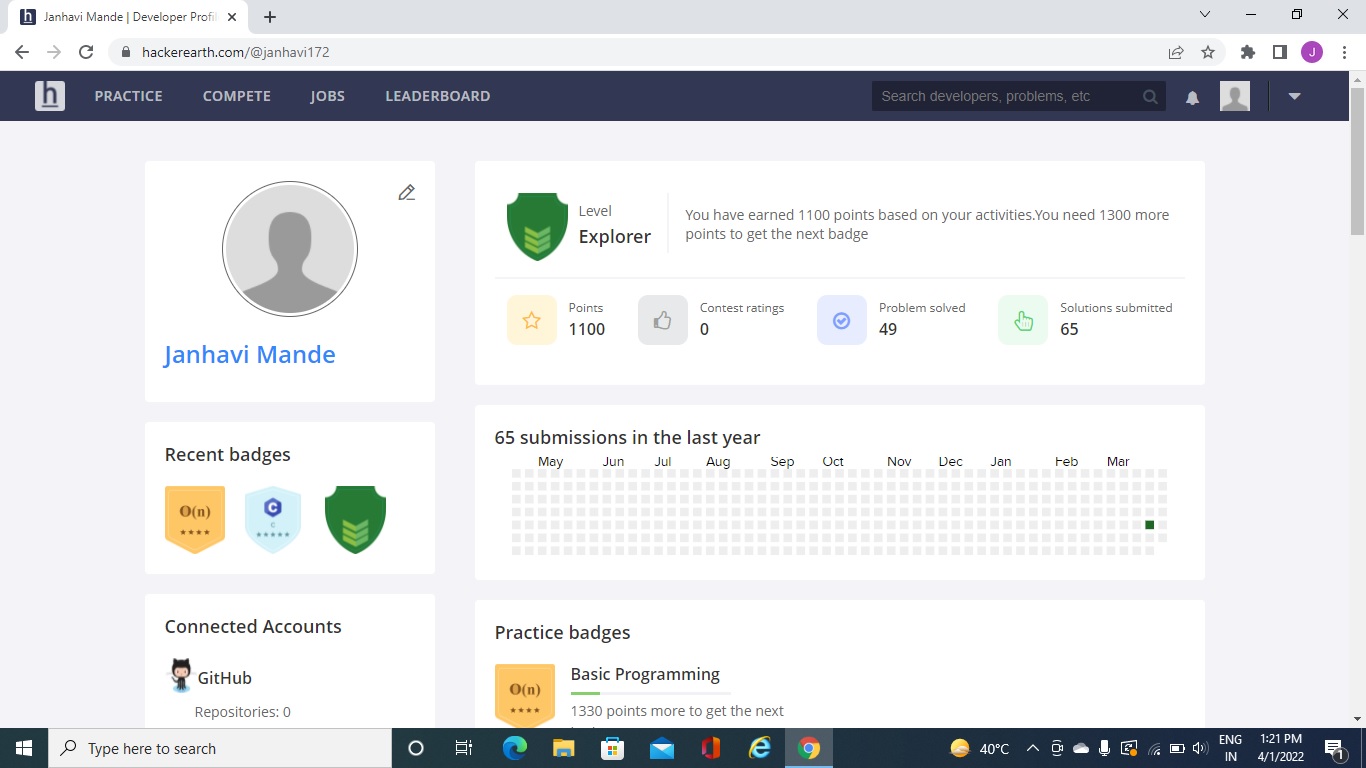 Janhavi Mande | Developer Profil
hackerearth.com/@janhavi172
J
h
PRACTICE COMPETE JOBS LEADERBOARD
Search developers, problems, etc
Janhavi Mande
Level
Explorer
You have earned 1100 points based on your activities.You need 1300 more
points to get the next badge
Points
1100
Contest ratings
0
Problem solved
49
Solutions submitted
65
Recent badges
O(n)
C
C
65 submissions in the last year
May Jun Jul Aug Sep Oct Nov Dec Jan Feb Mar
Connected Accounts
GitHub
Repositories: 0
Practice badges
O(n)
Basic Programming
1330 points more to get the next
Type here to search
40°C
ENG
IN
1:21 PM
4/1/2022
1